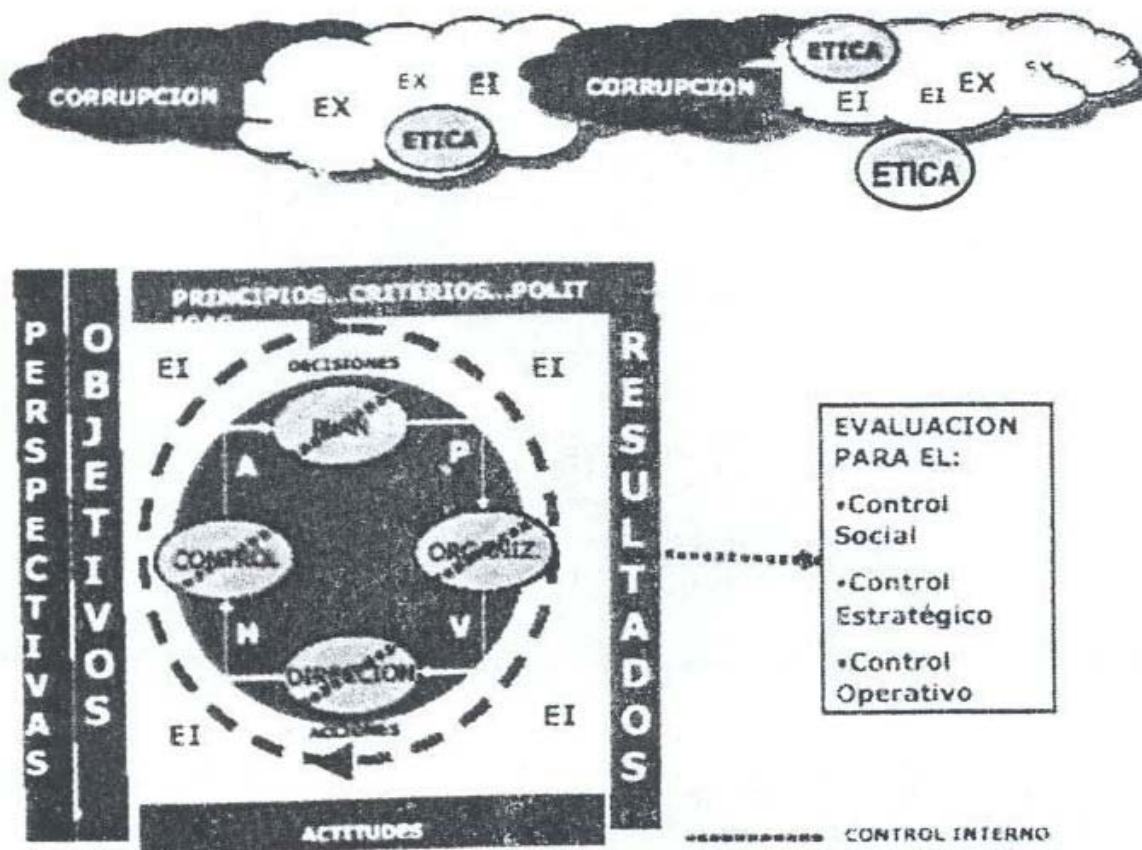 CORRUPCION
EX
EX
EI
ETICA
CORRUPCION
ETICA
EI
EI
EX
ETICA
PERSPECTIVAS
OBJETIVOS
PRINCIPIOS...CRITERIOS...POLIT
RESULTADOS
EI
EI
DECISIONES
PLAN
A
P
CONTROL
ORGANIZ.
H
V
DIRECCION
ACCIONES
EI
EI
ACTITUDES
EVALUACION
PARA EL:
•Control
Social
•Control
Estratégico
•Control
Operativo
CONTROL INTERNO